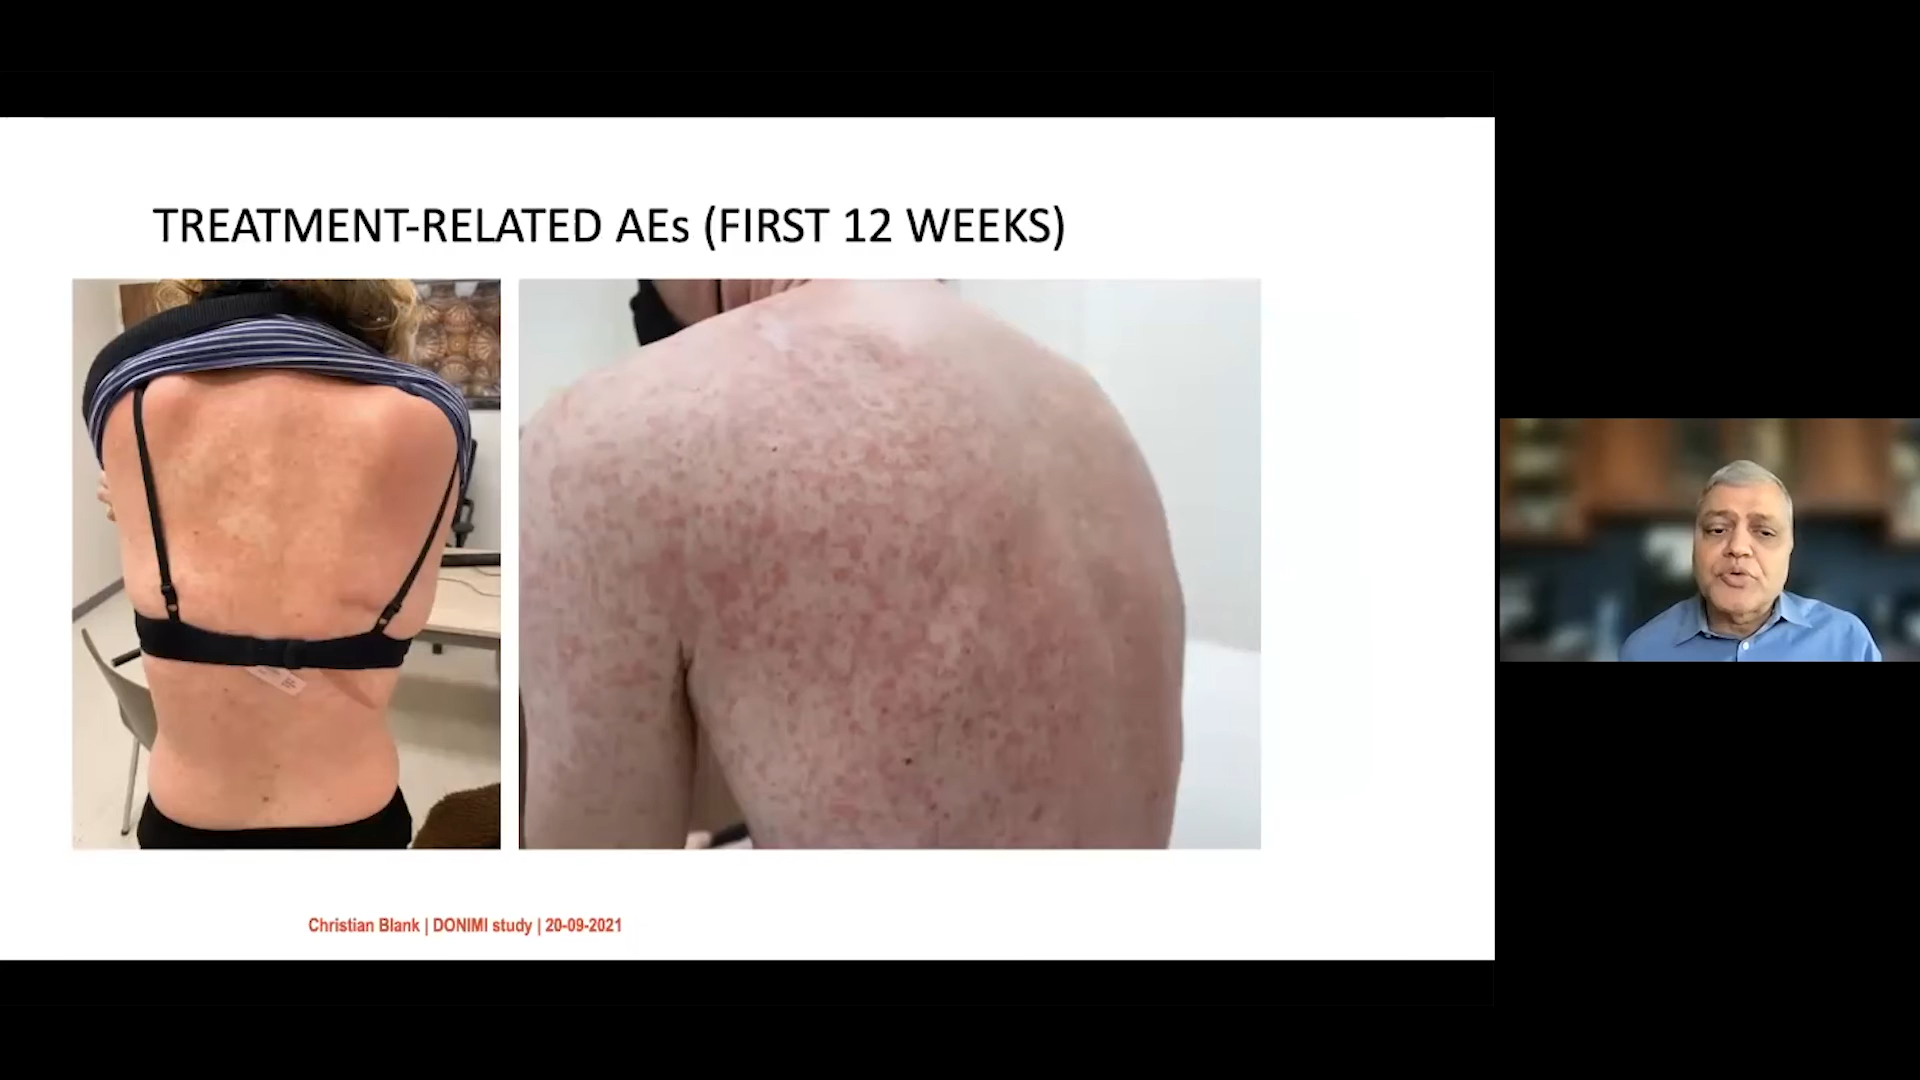 TREATMENT-RELATED AEs (FIRST 12 WEEKS)
Christian Blank | DONIMI study | 20-09-2021